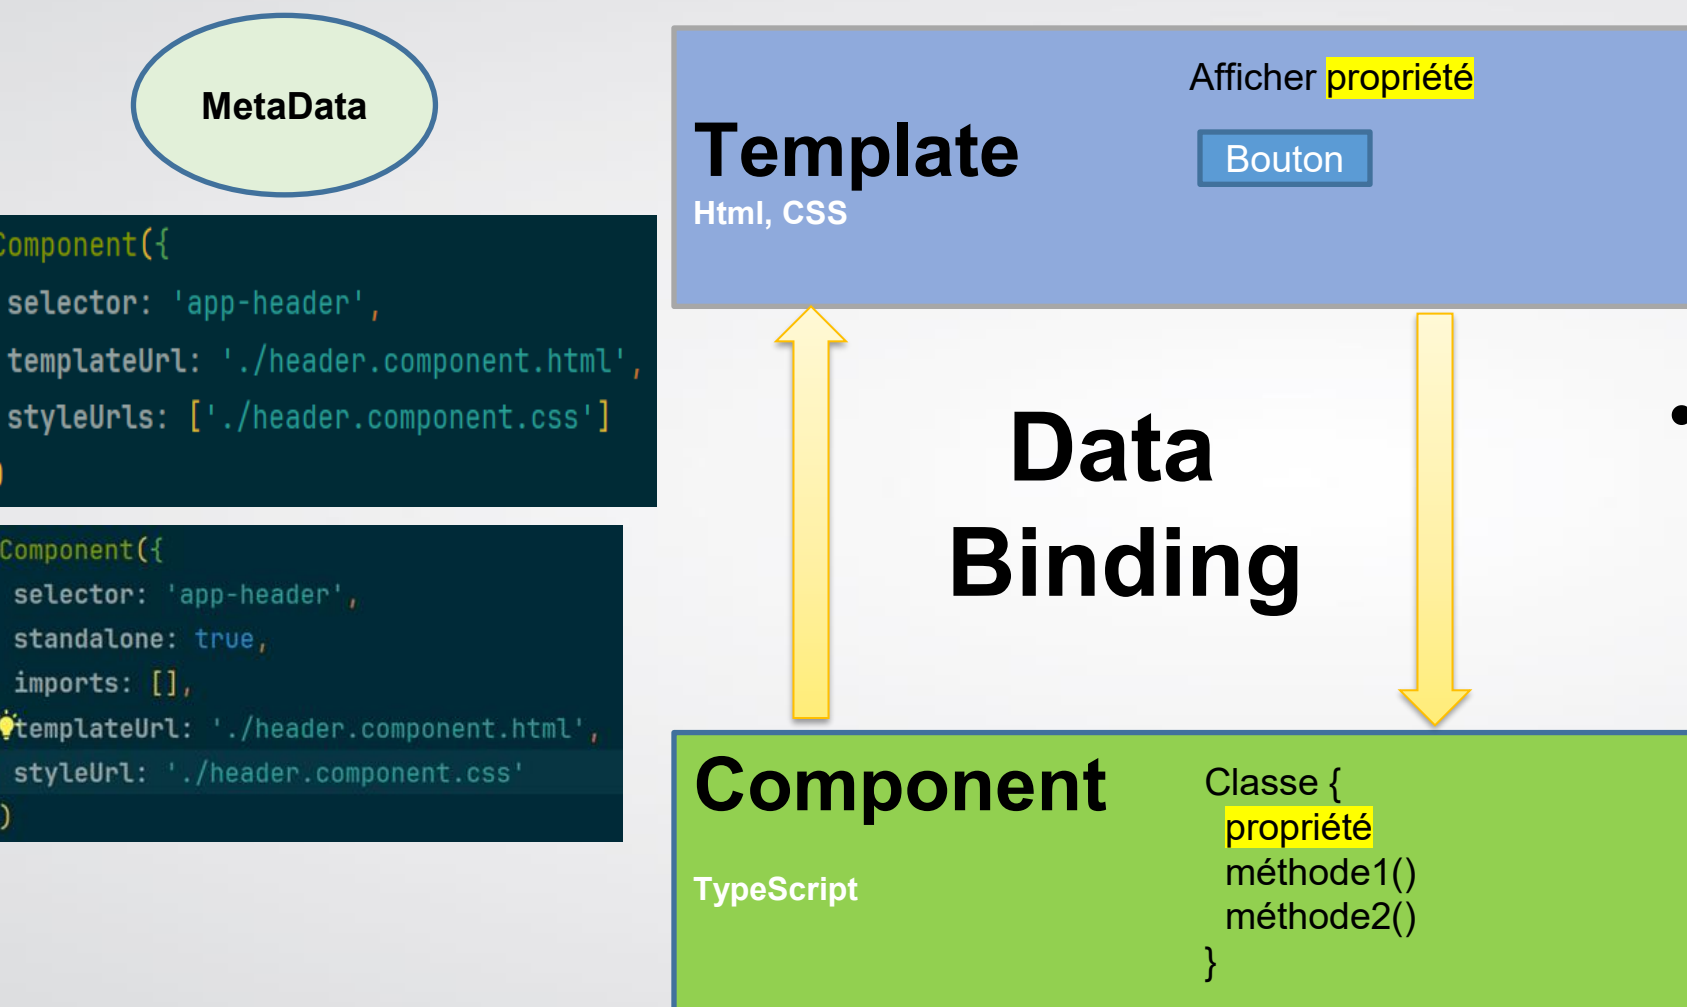 MetaData
Component({
selector: 'app-header',
templateUrl: './header.component.html',
styleUrls: ['./header.component.css']
)
Component({
selector: 'app-header',
standalone: true,
imports: [],
templateUrl: './header.component.html',
styleUrl: './header.component.css'
)
Template
Html, CSS
Afficher propriété
Bouton
Data
Binding
•
Component
TypeScript
Classe {
propriété
méthode1()
méthode2()
}